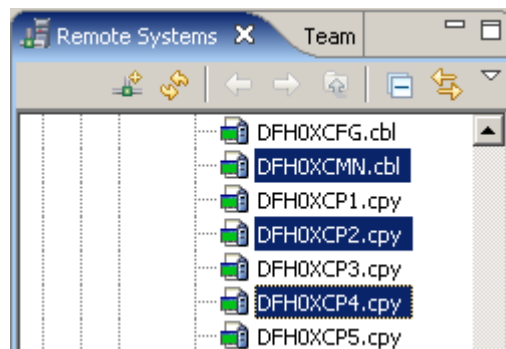 Remote Systems Team
DFH0XCFG.cbl
DFH0XCMN.cbl
DFH0XCP1.cpy
DFH0XCP2.cpy
DFH0XCP3.cpy
DFH0XCP4.cpy
DFH0XCP5.cpy